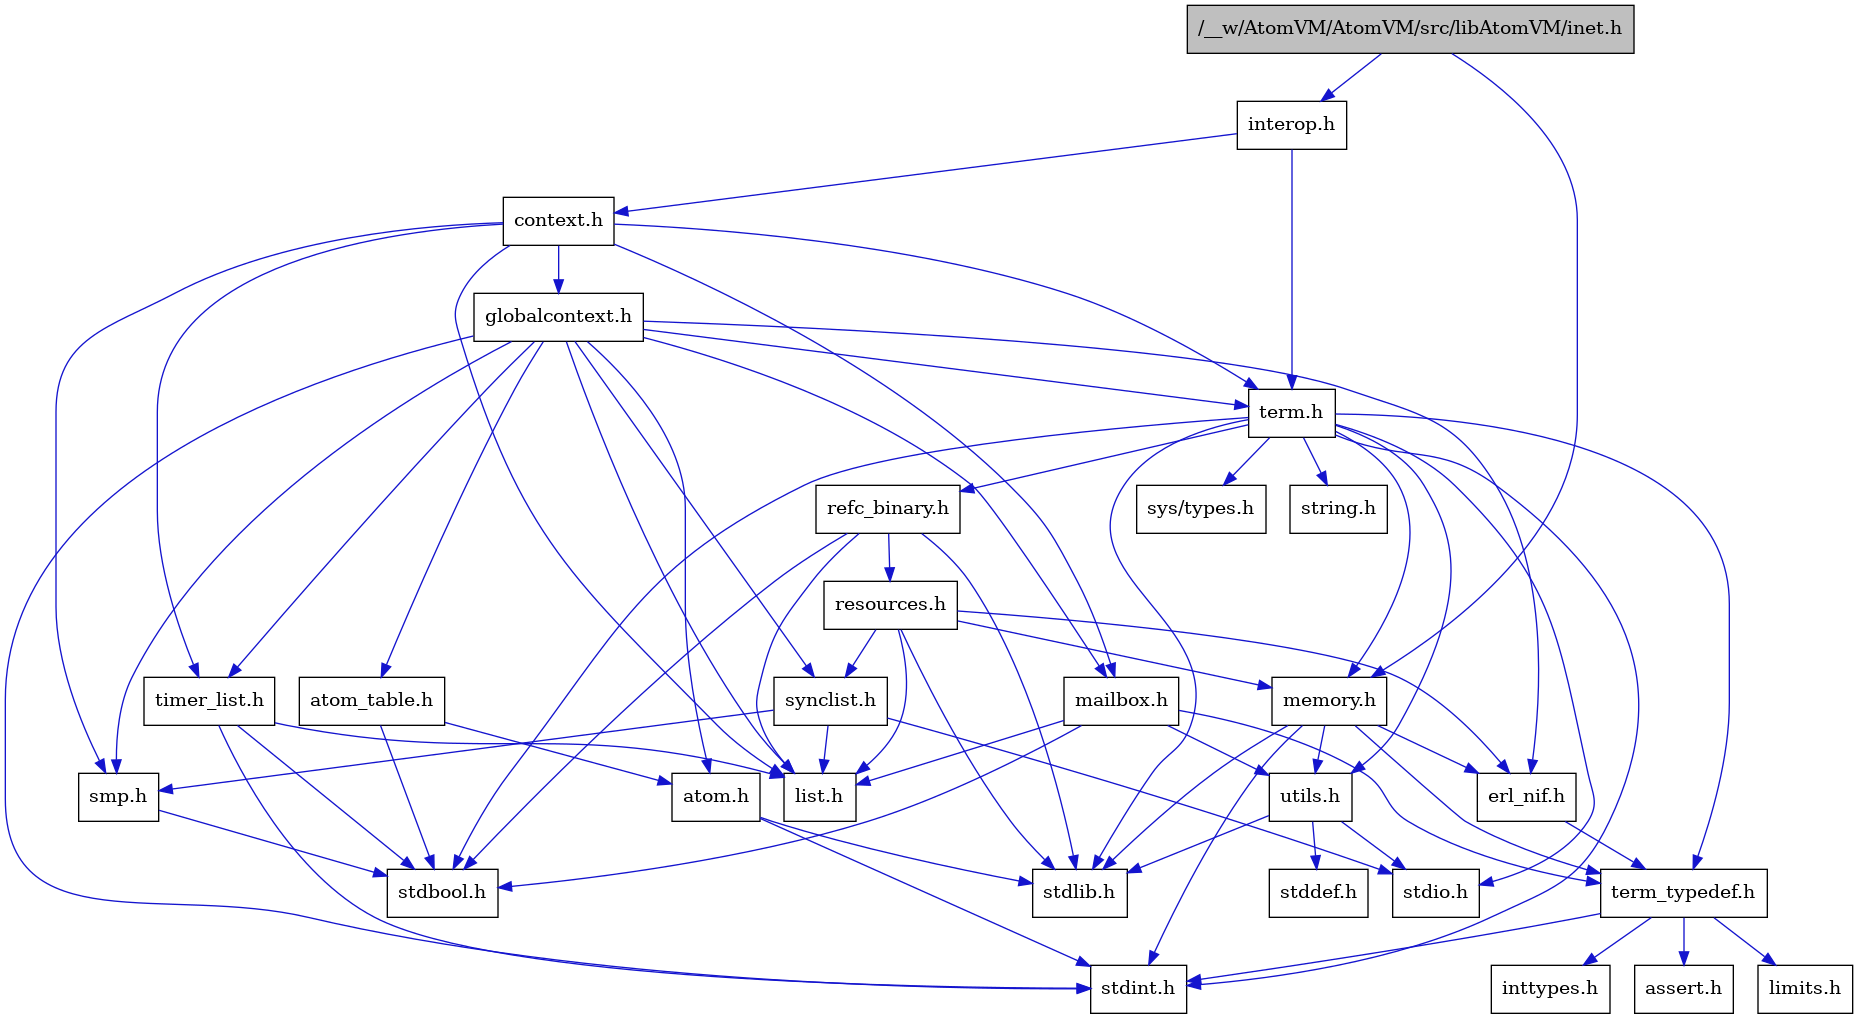 /__w/AtomVM/AtomVM/src/libAtomVM/inet.h
interop.h
context.h
globalcontext.h
term.h
refc_binary.h
sys/types.h
string.h
resources.h
timer_list.h
atom_table.h
synclist.h
mailbox.h
memory.h
smp.h
atom.h
list.h
utils.h
erl_nif.h
stdbool.h
stdlib.h
stddef.h
stdio.h
term_typedef.h
stdint.h
inttypes.h
assert.h
limits.h